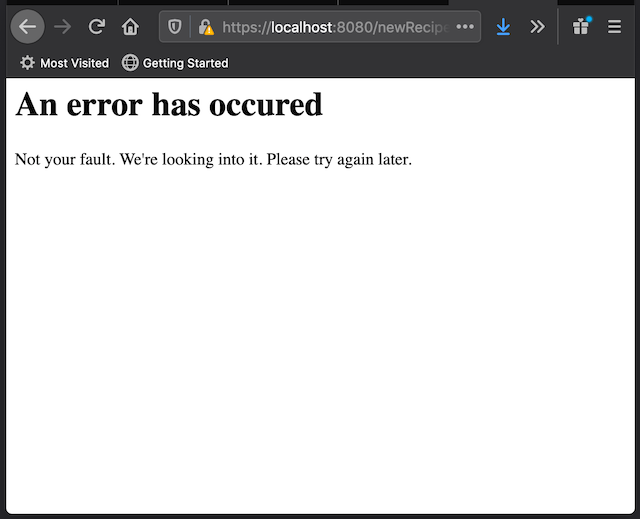 https://localhost:8080/newRecipe
Most Visited Getting Started
An error has occured
Not your fault. We're looking into it. Please try again later.